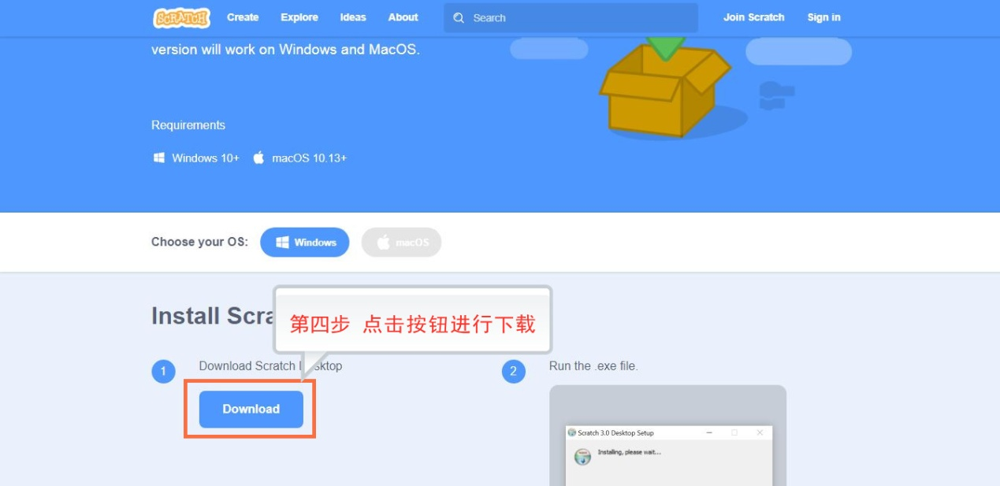 SCRATCH Create Explore Ideas About Search Join Scratch Sign in
version will work on Windows and MacOS.
Requirements
Windows 10+ macOS 10.13+
Choose your OS: Windows macOS
Install Scra
第四步 点击按钮进行下载
1 Download Scratch sktop
2 Run the .exe file.
Download
Scratch 3.0 Desktop Setup
Installing, please wait...